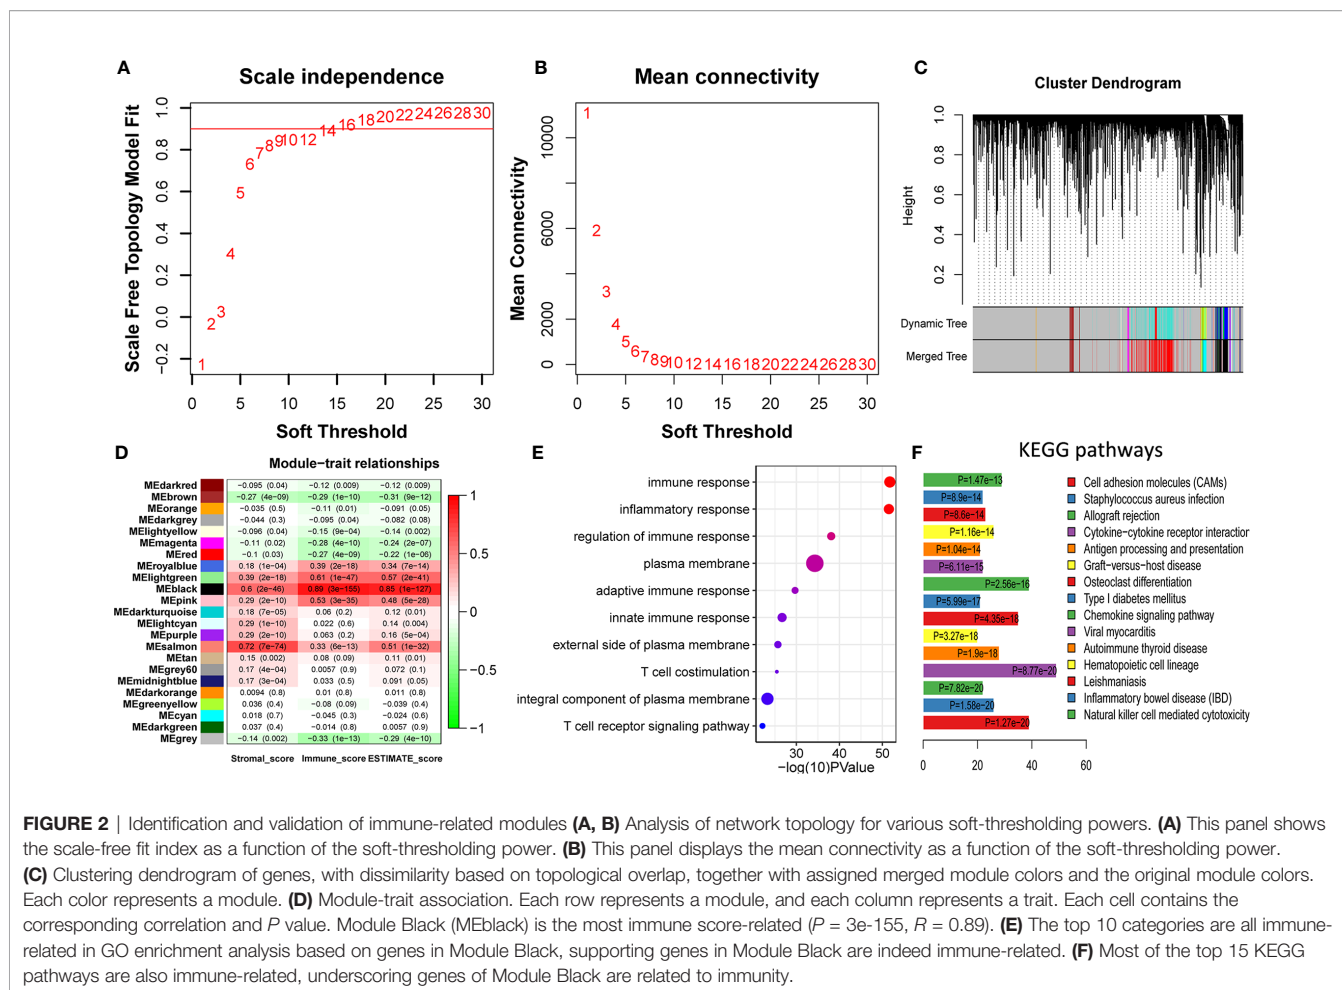 A
Scale independence
Scale Free Topology Model Fit
1.0
0.8
0.6
0.4
0.2
0.0
−0.2
1
2
3
4
5
6
7
8
9
10
12
14
16
18
20
22
24
26
28
30
0 5 10 15 20 25 30
Soft Threshold
B
Mean connectivity
Mean Connectivity
10000
6000
2000
0
1
2
3
4
5
6
7
8
9
10
12
14
16
18
20
22
24
26
28
30
0 5 10 15 20 25 30
Soft Threshold
C
Cluster Dendrogram
Height
1.0
0.8
0.6
0.4
0.2
Dynamic Tree
Merged Tree
D
Module−trait relationships
MEdarkred −0.095 (0.04) −0.12 (0.009) −0.12 (0.009)
MEbrown −0.27 (4e−09) −0.29 (1e−10) −0.31 (9e−12)
MEorange −0.035 (0.5) −0.11 (0.01) −0.091 (0.05)
MEdarkgrey −0.044 (0.3) −0.095 (0.04) −0.082 (0.08)
MElightyellow −0.096 (0.04) −0.15 (9e−04) −0.14 (0.002)
MEmagenta −0.11 (0.02) −0.28 (4e−10) −0.24 (2e−07)
MEred −0.1 (0.03) −0.27 (4e−09) −0.22 (1e−06)
MEroyalblue 0.18 (1e−04) 0.39 (2e−18) 0.34 (7e−14)
MElightgreen 0.39 (2e−18) 0.61 (1e−47) 0.57 (2e−41)
MEblack 0.6 (2e−46) 0.89 (3e−155) 0.85 (1e−127)
MEpink 0.29 (2e−10) 0.53 (3e−35) 0.48 (5e−28)
MEdarkturquoise 0.18 (7e−05) 0.06 (0.2) 0.12 (0.01)
MElightcyan 0.29 (1e−10) 0.022 (0.6) 0.14 (0.004)
MEpurple 0.29 (2e−10) 0.063 (0.2) 0.16 (5e−04)
MEsalmon 0.72 (7e−74) 0.33 (6e−13) 0.51 (1e−32)
MEtan 0.15 (0.002) 0.08 (0.09) 0.11 (0.01)
MEgrey60 0.17 (4e−04) 0.0057 (0.9) 0.072 (0.1)
MEmidnightblue 0.17 (3e−04) 0.033 (0.5) 0.091 (0.05)
MEdarkorange 0.0094 (0.8) 0.01 (0.8) 0.011 (0.8)
MEgreenyellow 0.036 (0.4) −0.08 (0.09) −0.039 (0.4)
MEcyan 0.018 (0.7) −0.045 (0.3) −0.024 (0.6)
MEdarkgreen 0.037 (0.4) −0.014 (0.8) 0.0057 (0.9)
MEgrey −0.14 (0.002) −0.33 (1e−13) −0.29 (4e−10)
Stromal_score Immune_score ESTIMATE_score
1
0.5
0
−0.5
−1
E
immune response
inflammatory response
regulation of immune response
plasma membrane
adaptive immune response
innate immune response
external side of plasma membrane
T cell costimulation
integral component of plasma membrane
T cell receptor signaling pathway
30 40 50
−log(10)PValue
F
KEGG pathways
P=1.47e−13
P=8.9e−14
P=8.6e−14
P=1.16e−14
P=1.04e−14
P=6.11e−15
P=2.56e−16
P=5.99e−17
P=4.35e−18
P=3.27e−18
P=1.9e−18
P=8.77e−20
P=7.82e−20
P=1.58e−20
P=1.27e−20
0 20 40 60
Cell adhesion molecules (CAMs)
Staphylococcus aureus infection
Allograft rejection
Cytokine−cytokine receptor interaction
Antigen processing and presentation
Graft−versus−host disease
Osteoclast differentiation
Type I diabetes mellitus
Chemokine signaling pathway
Viral myocarditis
Autoimmune thyroid disease
Hematopoietic cell lineage
Leishmaniasis
Inflammatory bowel disease (IBD)
Natural killer cell mediated cytotoxicity
FIGURE 2 | Identification and validation of immune-related modules (A, B) Analysis of network topology for various soft-thresholding powers. (A) This panel shows
the scale-free fit index as a function of the soft-thresholding power. (B) This panel displays the mean connectivity as a function of the soft-thresholding power.
(C) Clustering dendrogram of genes, with dissimilarity based on topological overlap, together with assigned merged module colors and the original module colors.
Each color represents a module. (D) Module-trait association. Each row represents a module, and each column represents a trait. Each cell contains the
corresponding correlation and P value. Module Black (MEblack) is the most immune score-related (P = 3e-155, R = 0.89). (E) The top 10 categories are all immune-
related in GO enrichment analysis based on genes in Module Black, supporting genes in Module Black are indeed immune-related. (F) Most of the top 15 KEGG
pathways are also immune-related, underscoring genes of Module Black are related to immunity.